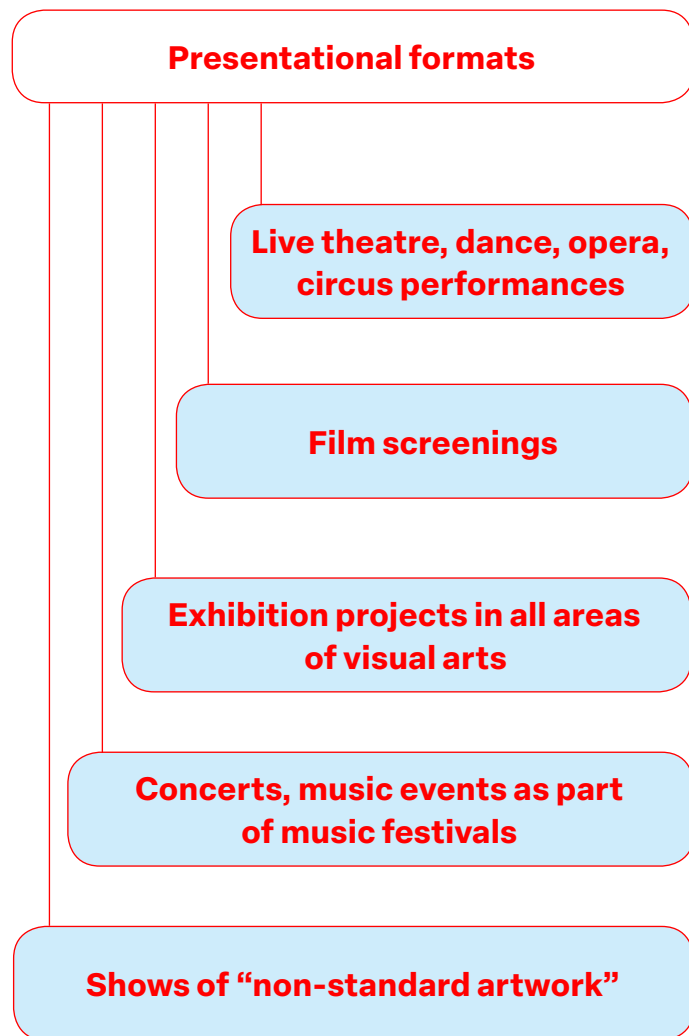 Presentational formats
Live theatre, dance, opera,
circus performances
Film screenings
Exhibition projects in all areas
of visual arts
Concerts, music events as part
of music festivals
Shows of “non-standard artwork”